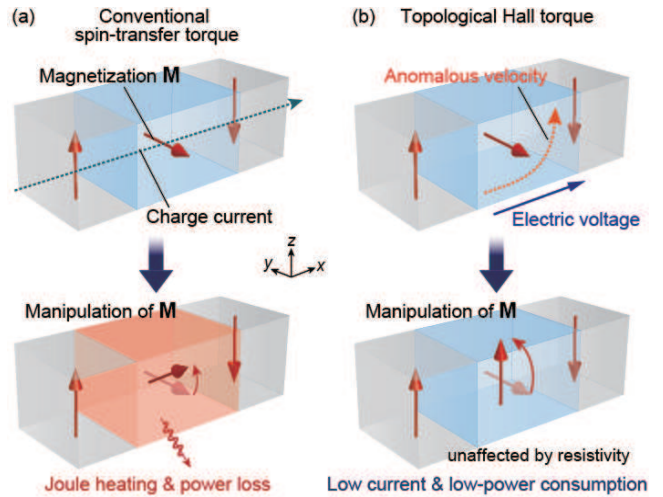 (a) Conventional
spin-transfer torque
Magnetization M
Charge current
Manipulation of M
Joule heating & power loss
(b) Topological Hall torque
Anomalous velocity
Electric voltage
z
y x
Manipulation of M
unaffected by resistivity
Low current & low-power consumption